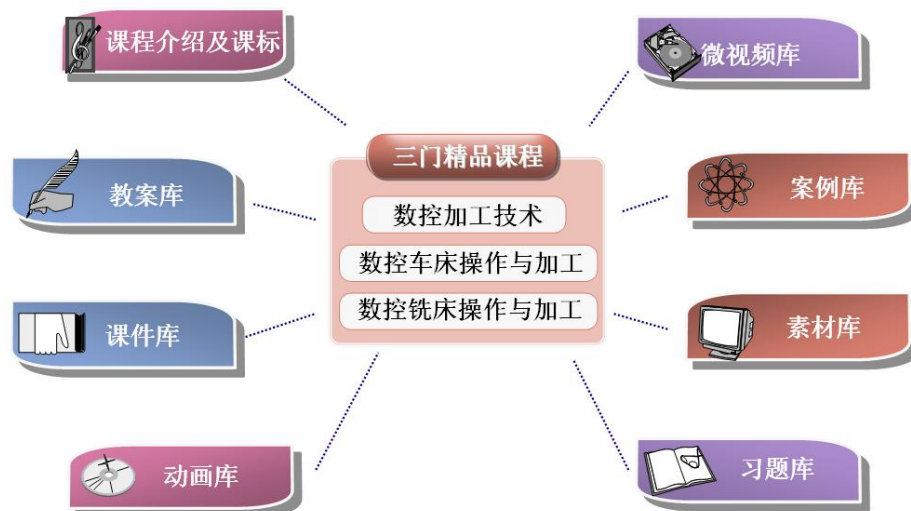 课程介绍及课标
微视频库
三门精品课程
教案库
案例库
数控加工技术
数控车床操作与加工
数控铣床操作与加工
课件库
素材库
动画库
习题库